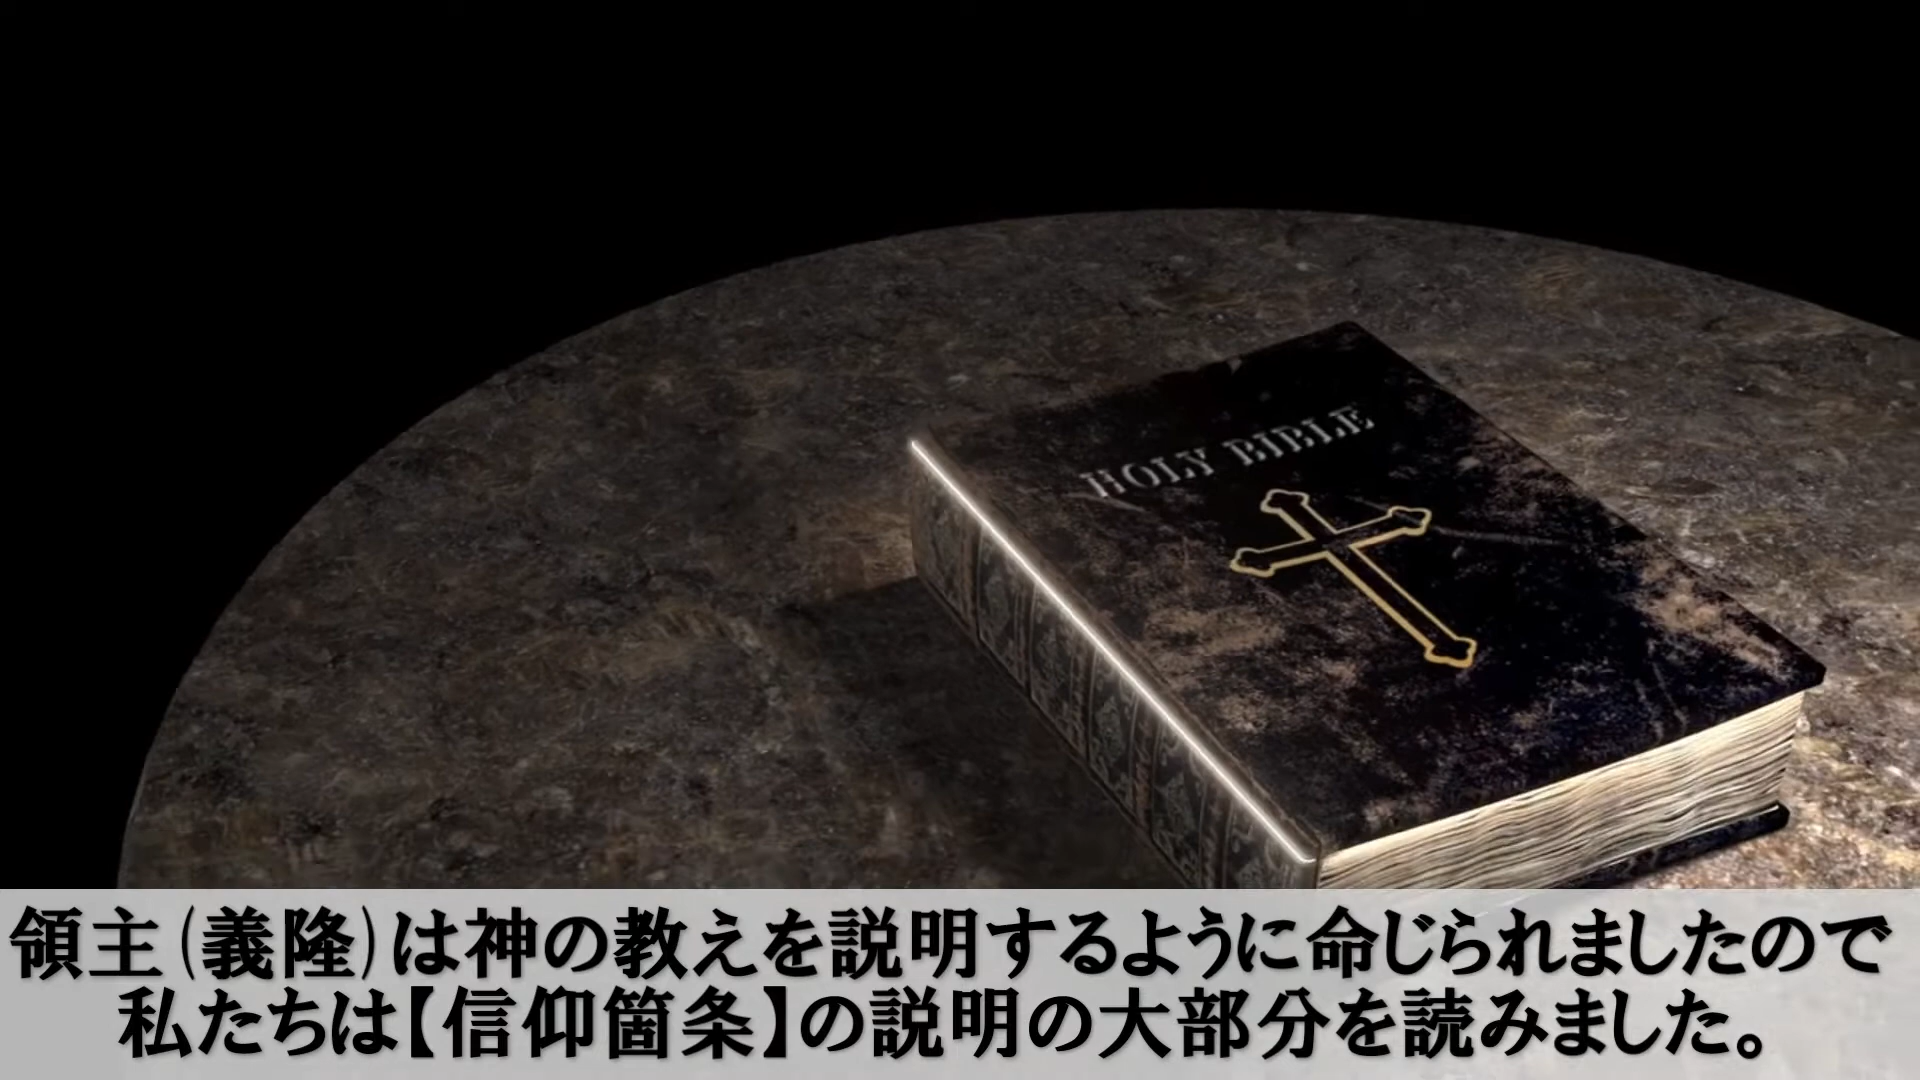 HOLY BIBLE
領主(義隆)は神の教えを説明するように命じられましたので
私たちは【信仰箇条】の説明の大部分を読みました。